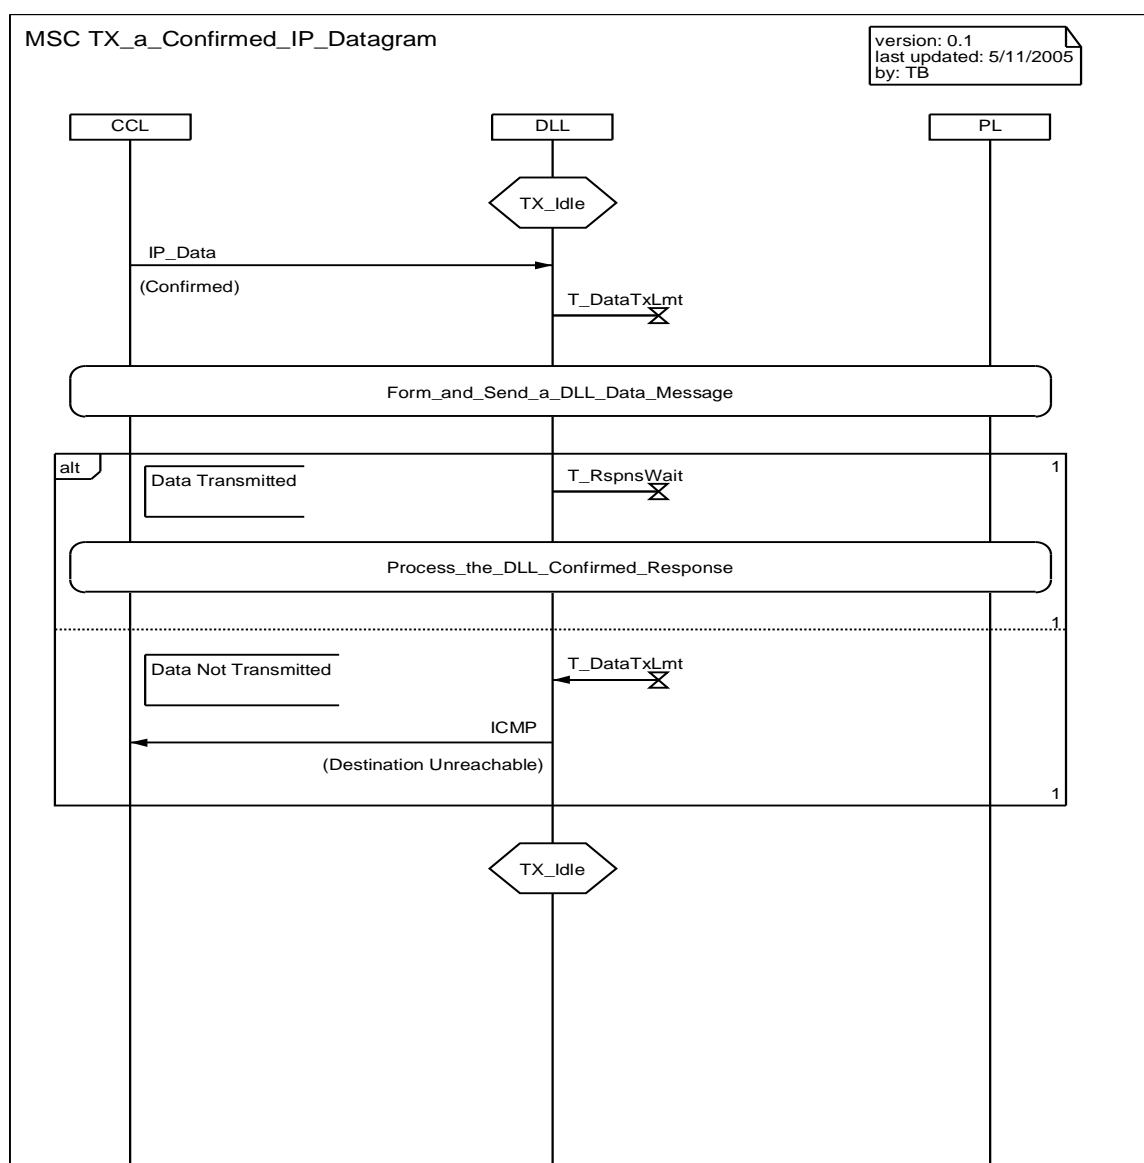 MSC TX_a_Confirmed_IP_Datagram
version: 0.1
last updated: 5/11/2005
by: TB
CCL
DLL
PL
TX_Idle
IP_Data
(Confirmed)
T_DataTxLmt
Form_and_Send_a_DLL_Data_Message
alt
1
Data Transmitted
T_RspnsWait
Process_the_DLL_Confirmed_Response
1
Data Not Transmitted
T_DataTxLmt
ICMP
(Destination Unreachable)
1
TX_Idle